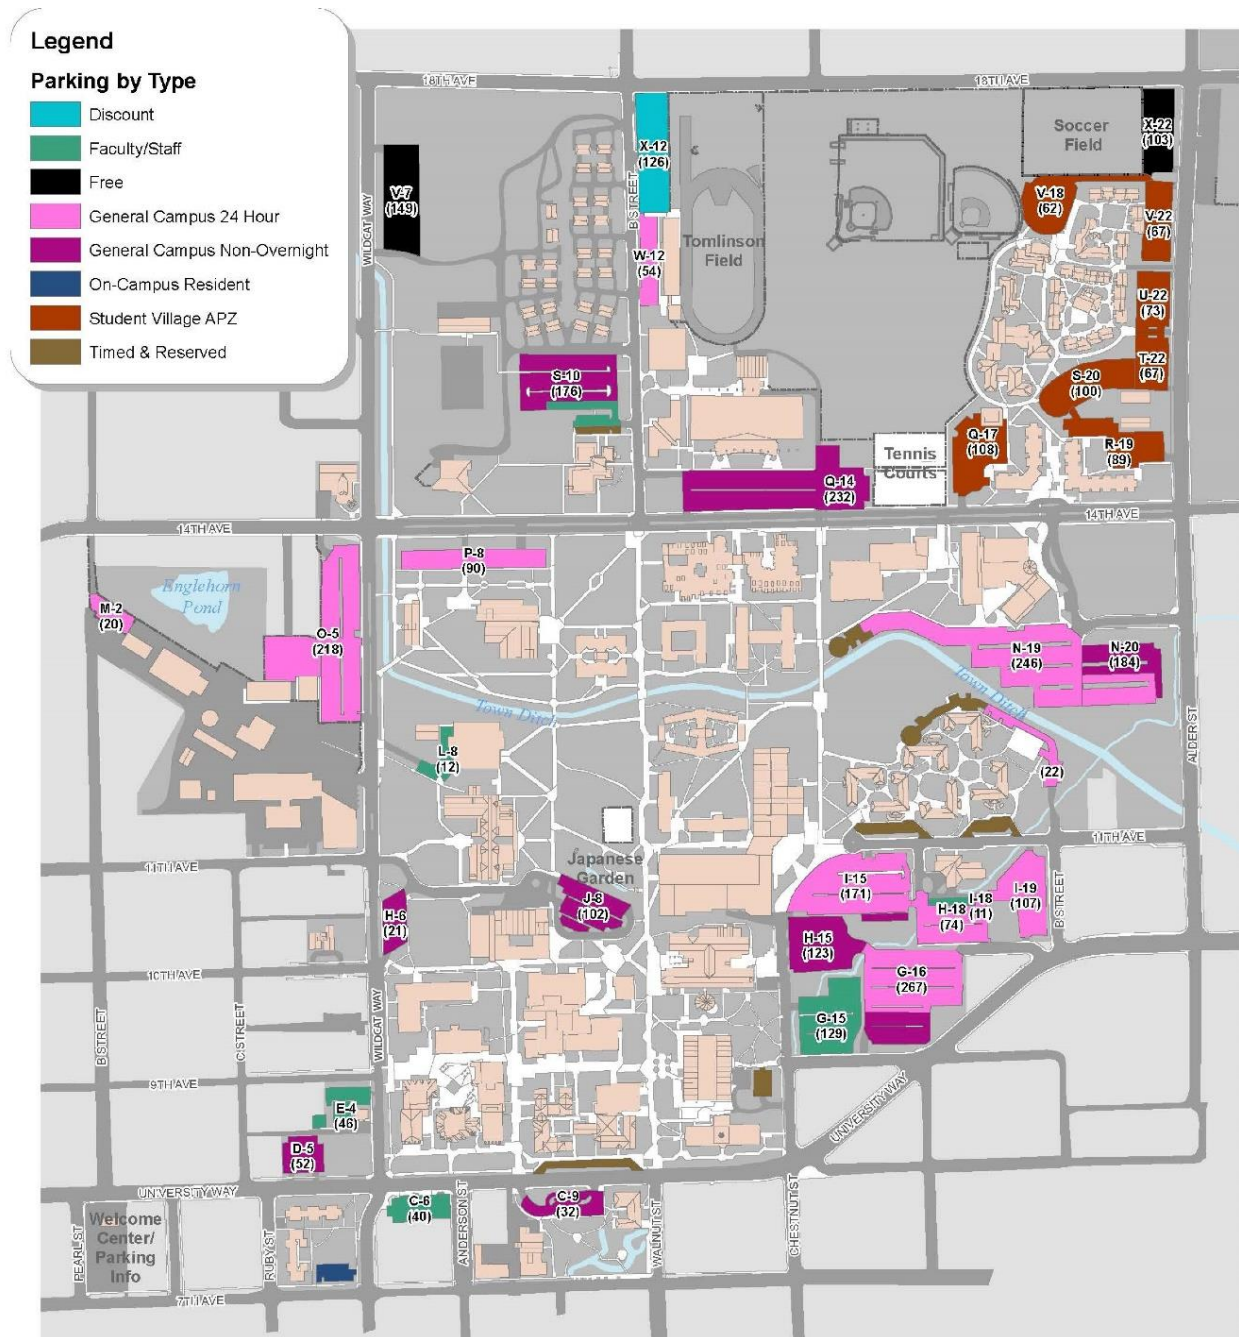 Legend
Parking by Type
Discount
Faculty/Staff
Free
General Campus 24 Hour
General Campus Non-Overnight
On-Campus Resident
Student Village APZ
Timed & Reserved
18TH AVE
18TH AVE
X-12
(126)
Soccer
Field
X-22
(103)
V-7
(149)
WILDCAT WAY
B STREET
V-18
(62)
V-22
(67)
W-12
(54)
Tomlinson
Field
U-22
(73)
T-22
(67)
S-10
(176)
S-20
(100)
Q-17
(108)
R-19
(89)
Tennis
Courts
Q-14
(232)
14TH AVE
14TH AVE
P-8
(90)
Englehorn
Pond
M-2
(20)
O-5
(218)
N-19
(246)
N-20
(184)
Town Ditch
Town Ditch
L-8
(12)
(22)
ALDER ST
11TH AVE
11TH AVE
Japanese
Garden
I-15
(171)
I-19
(107)
I-18
(11)
H-18
(74)
J-8
(102)
H-6
(21)
B STREET
H-15
(123)
10TH AVE
G-16
(267)
G-15
(129)
B STREET
C STREET
WILDCAT WAY
9TH AVE
E-4
(46)
UNIVERSITY WAY
D-5
(52)
UNIVERSITY WAY
C-6
(40)
C-9
(32)
Welcome
Center/
Parking
Info
PEARL ST
RUBY ST
ANDERSON ST
WALNUT ST
CHESTNUT ST
7TH AVE